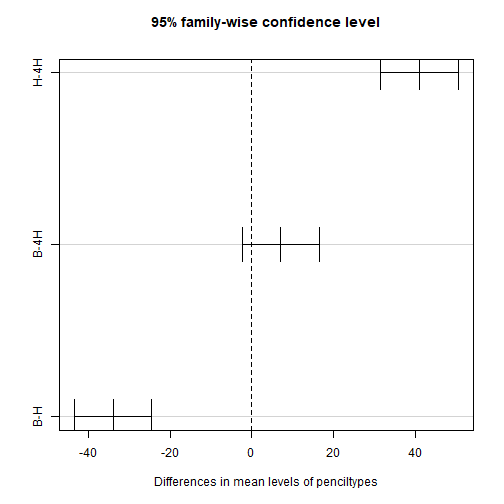 95% family-wise confidence level
H-4H
B-4H
B-H
-40 -20 0 20 40
Differences in mean levels of penciltypes